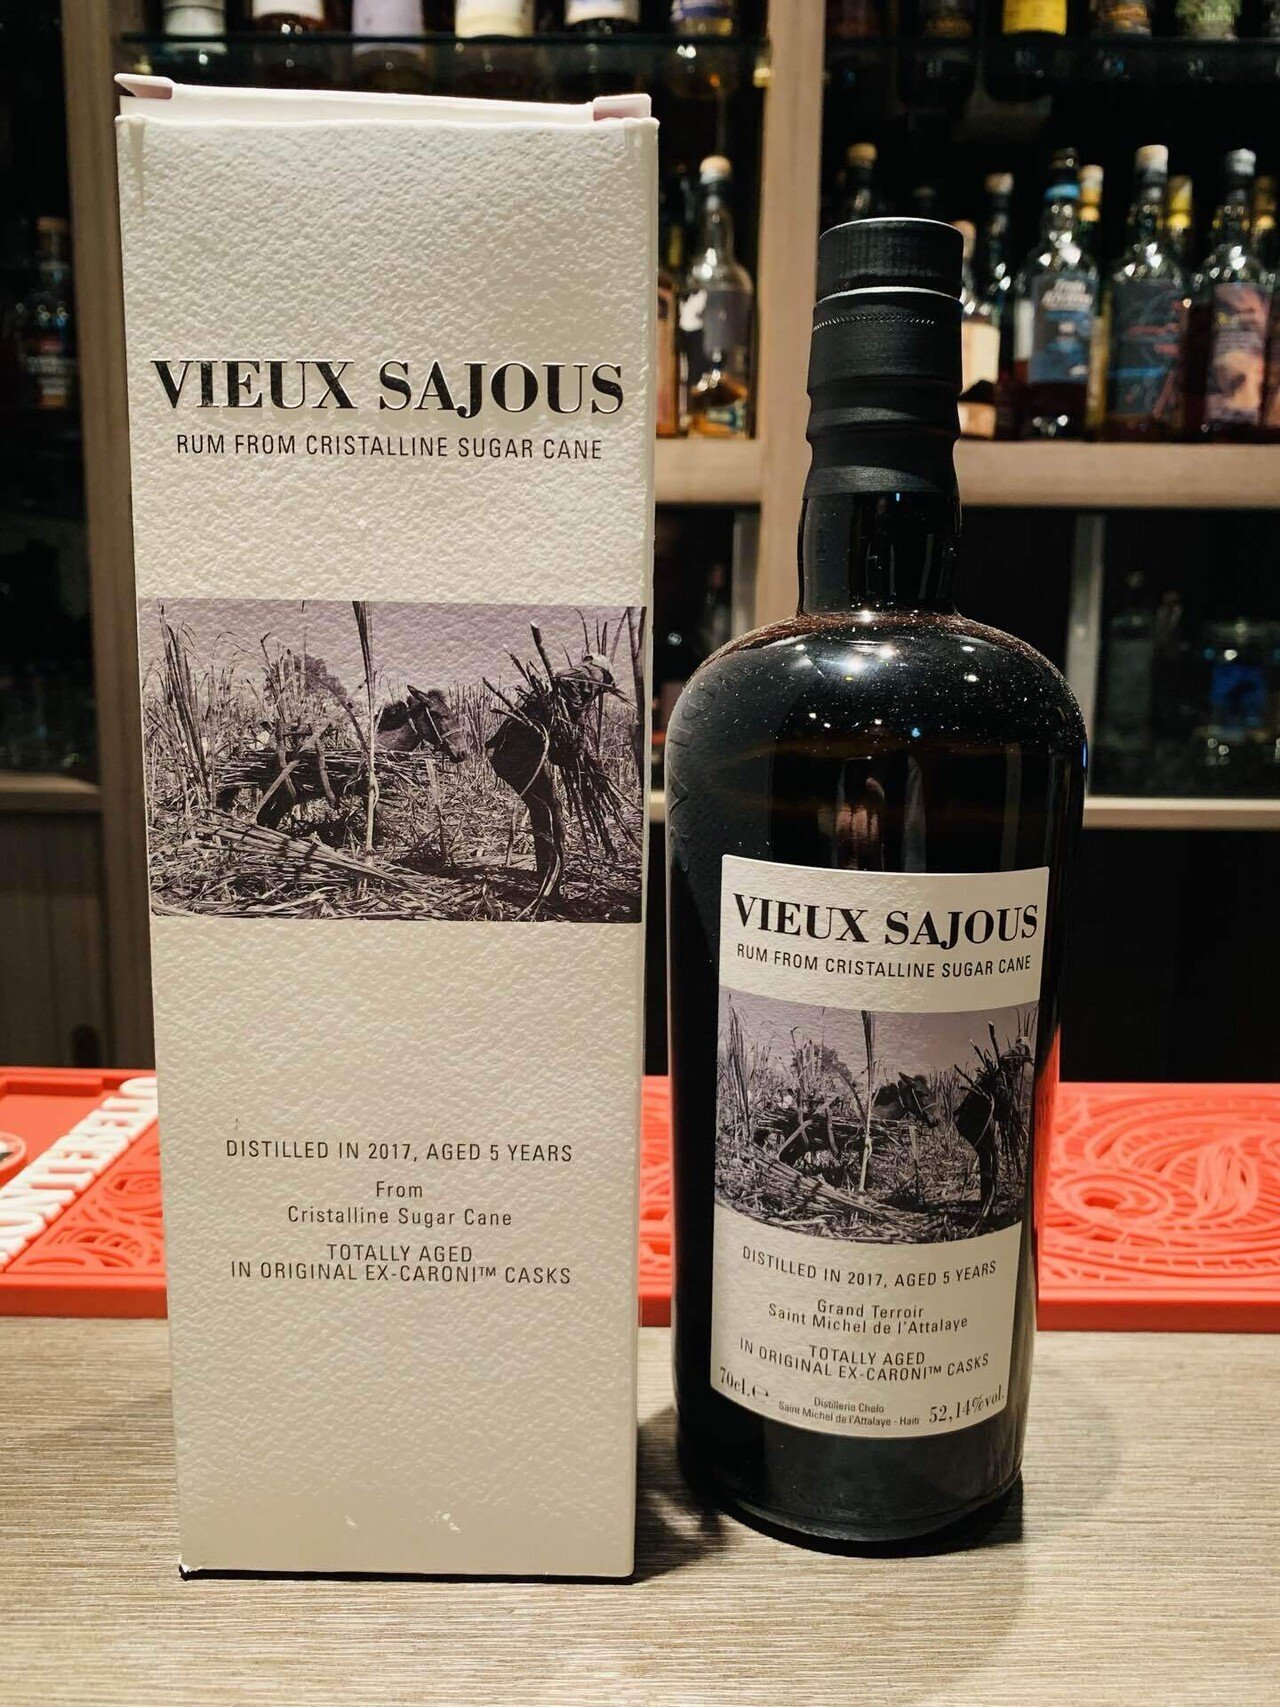 VIEUX SAJOUS
RUM FROM CRISTALLINE SUGAR CANE
DISTILLED IN 2017, AGED 5 YEARS
From
Cristalline Sugar Cane
TOTALLY AGED
IN ORIGINAL EX-CARONI™ CASKS
VIEUX SAJOUS
RUM FROM CRISTALLINE SUGAR CANE
DISTILLED IN 2017, AGED 5 YEARS
Grand Terroir
Saint Michel de l'Attalaye
TOTALLY AGED
IN ORIGINAL EX-CARONI™ CASKS
70cl.℮
Distillerie Chelo
Saint Michel de l'Attalaye - Haiti
52,14%vol.